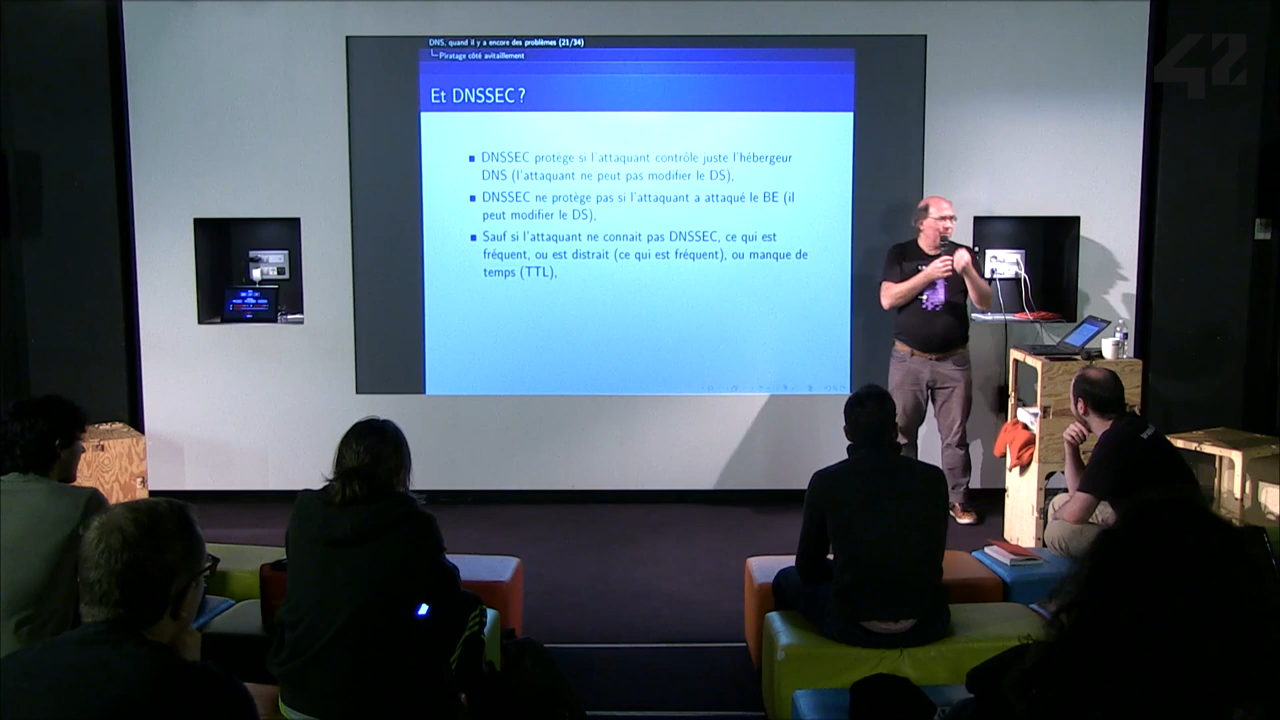 DNS, quand il y a encore des problèmes (21/34)
Piratage côté avitaillement
42
Et DNSSEC ?
DNSSEC protège si l'attaquant contrôle juste l'hébergeur
DNS (l'attaquant ne peut pas modifier le DS),
DNSSEC ne protège pas si l'attaquant a attaqué le BE (il
peut modifier le DS),
Sauf si l'attaquant ne connait pas DNSSEC, ce qui est
fréquent, ou est distrait (ce qui est fréquent), ou manque de
temps (TTL),